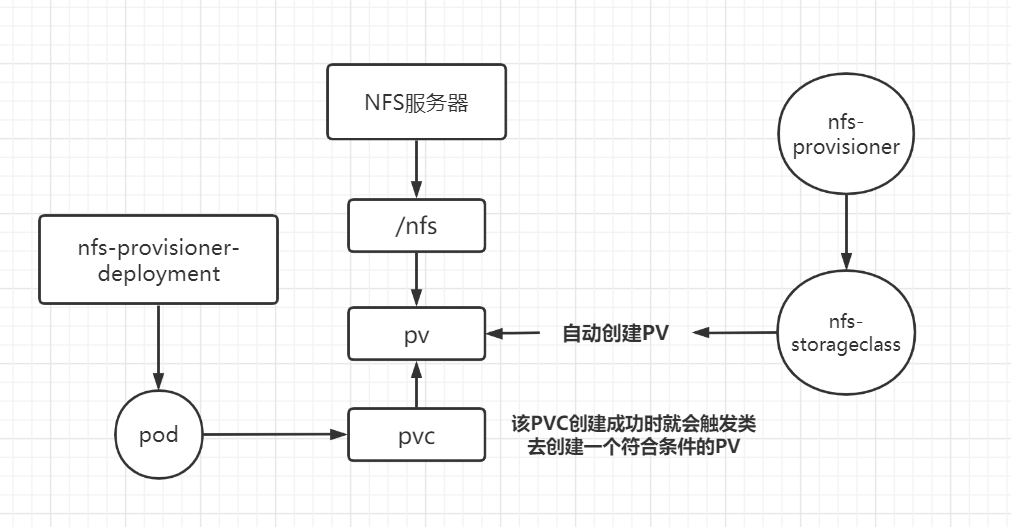 NFS服务器
nfs-
provisioner
/nfs
nfs-provisioner-
deployment
pv
自动创建PV
nfs-
storageclass
pod
pvc
该PVC创建成功时就会触发类
去创建一个符合条件的PV